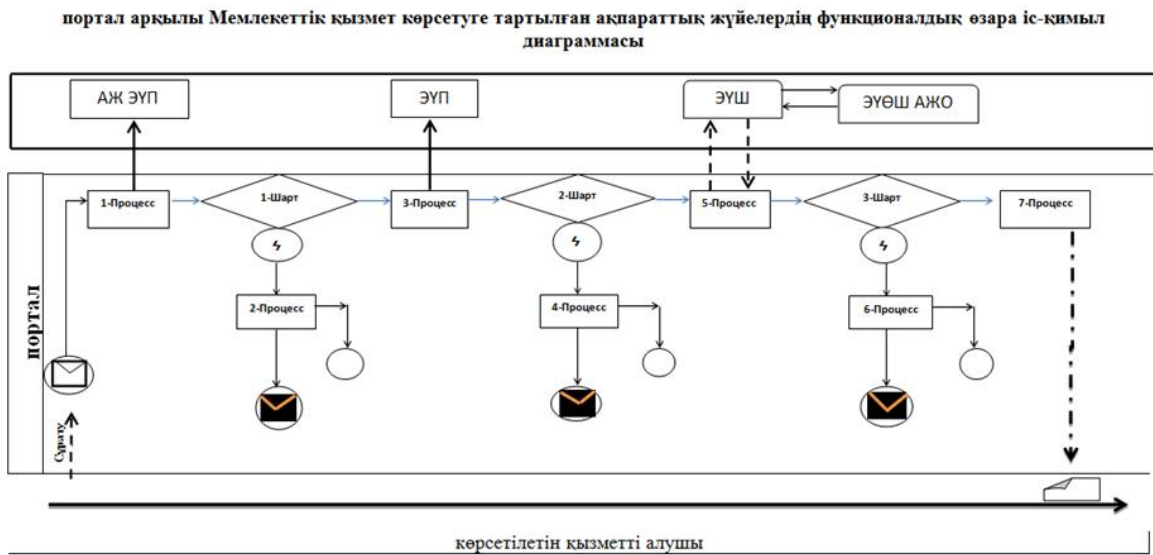 портал арқылы Мемлекеттік қызмет көрсетуге тартылған ақпараттық жүйелердің функционалдық өзара іс-қимыл
диаграммасы
АЖ ЭҮП
ЭҮП
ЭҮШ
ЭҮӨШ АЖО
1-Процесс
1-Шарт
3-Процесс
2-Шарт
5-Процесс
3-Шарт
7-Процесс
2-Процесс
4-Процесс
6-Процесс
портал
Сұрату
көрсетілетін қызметті алушы